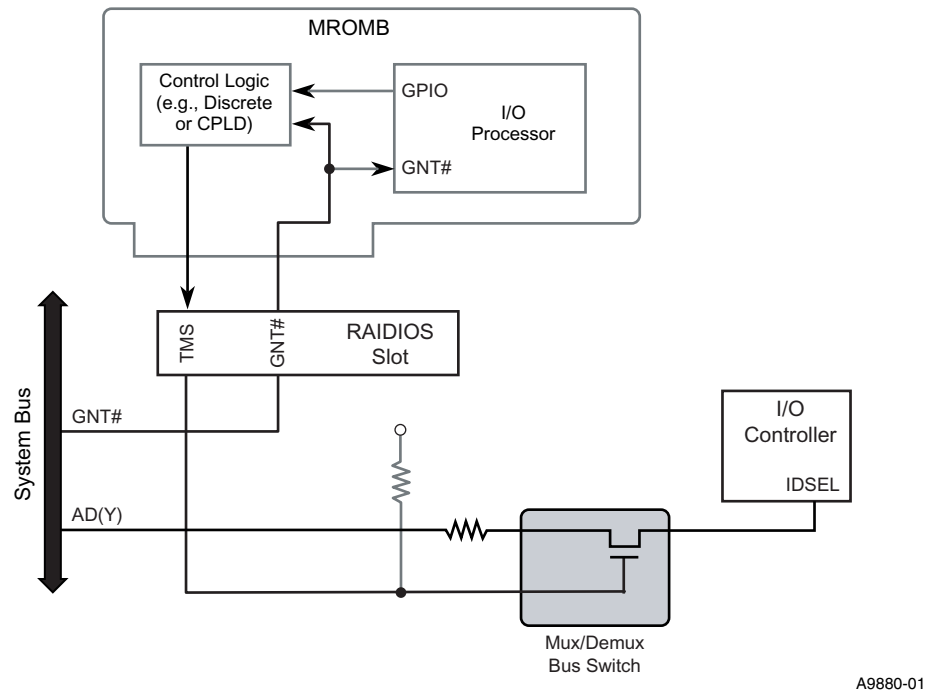 MROMB
Control Logic
(e.g., Discrete
or CPLD)
GPIO
I/O
Processor
GNT#
TMS
GNT#
RAIDIOS
Slot
System Bus
GNT#
AD(Y)
I/O
Controller
IDSEL
Mux/Demux
Bus Switch
A9880-01